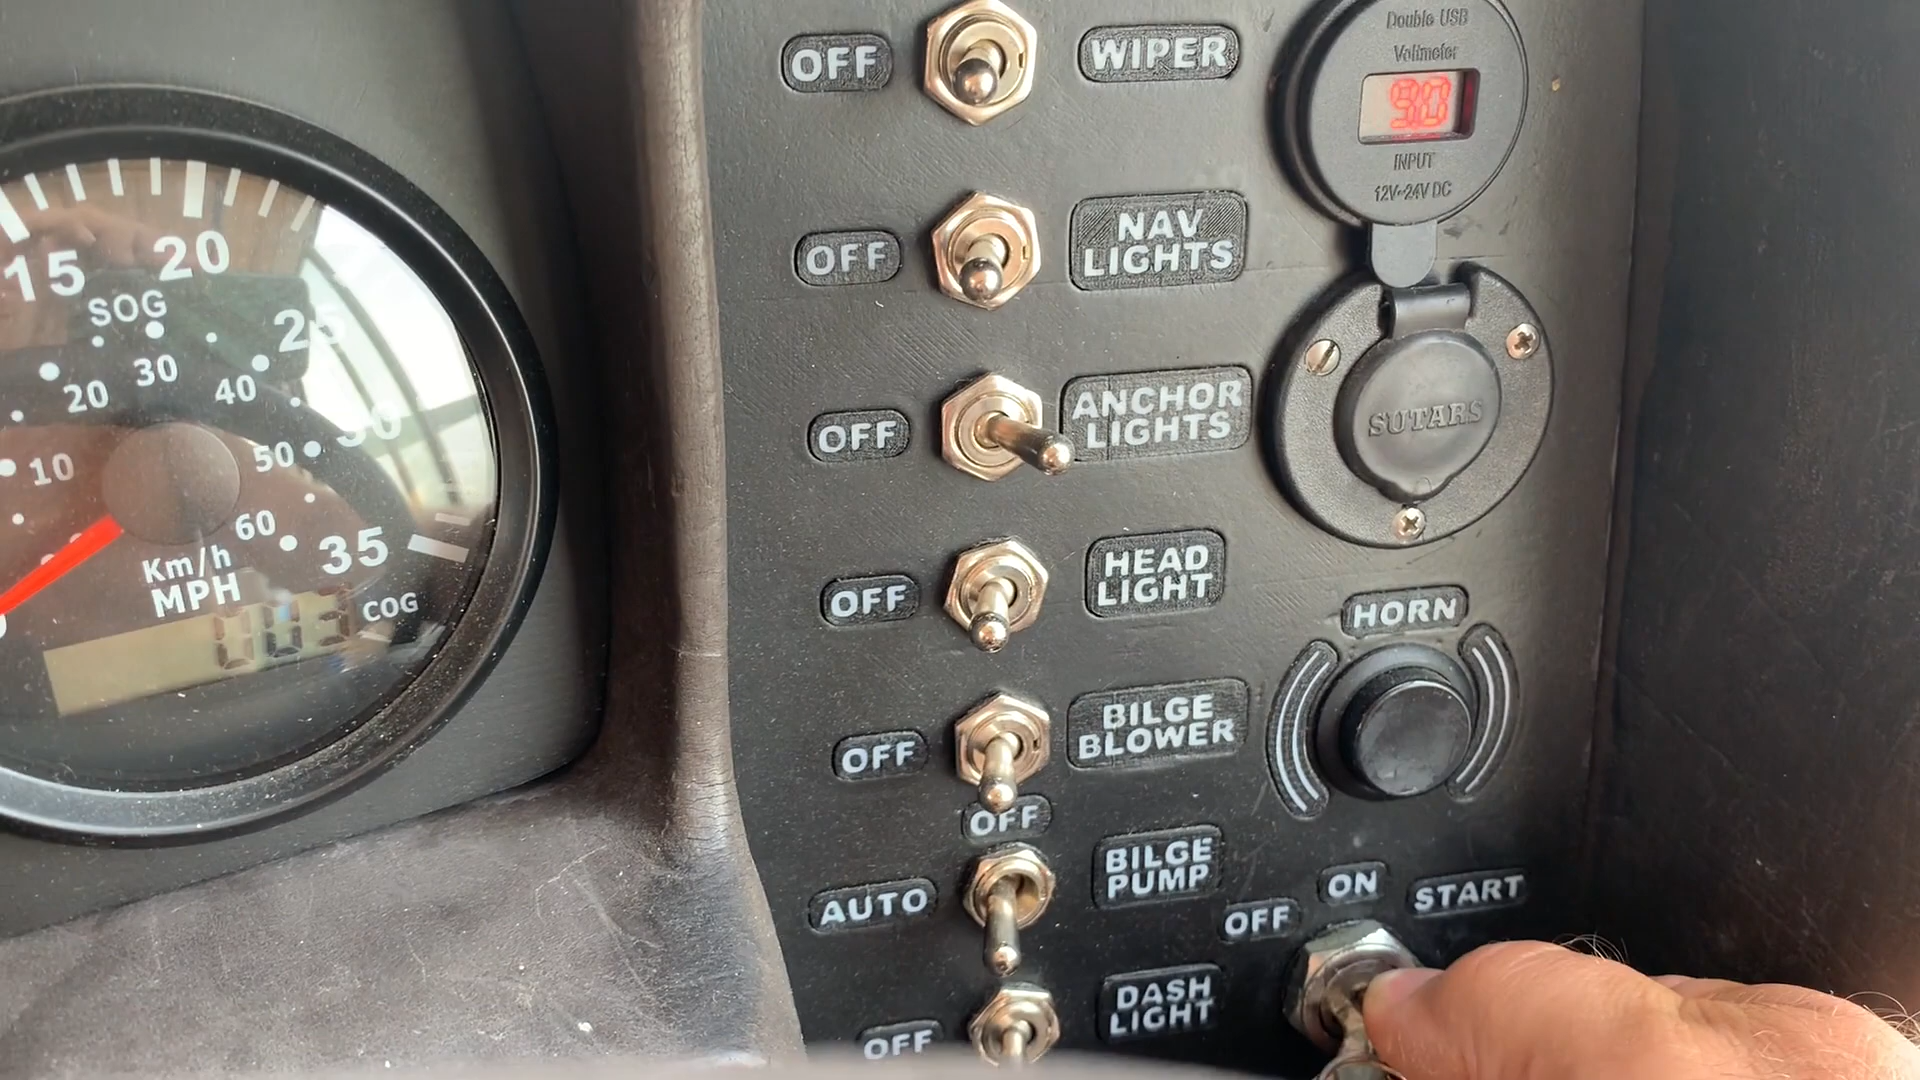 OFF
WIPER
Double USB
Voltmeter
9.0
INPUT
12V-24V DC
OFF
NAV
LIGHTS
OFF
ANCHOR
LIGHTS
SUTARS
OFF
HEAD
LIGHT
HORN
OFF
BILGE
BLOWER
OFF
AUTO
BILGE
PUMP
OFF
ON
START
OFF
DASH
LIGHT
15
20
25
30
35
SOG
10
20
30
40
50
60
Km/h
MPH
COG